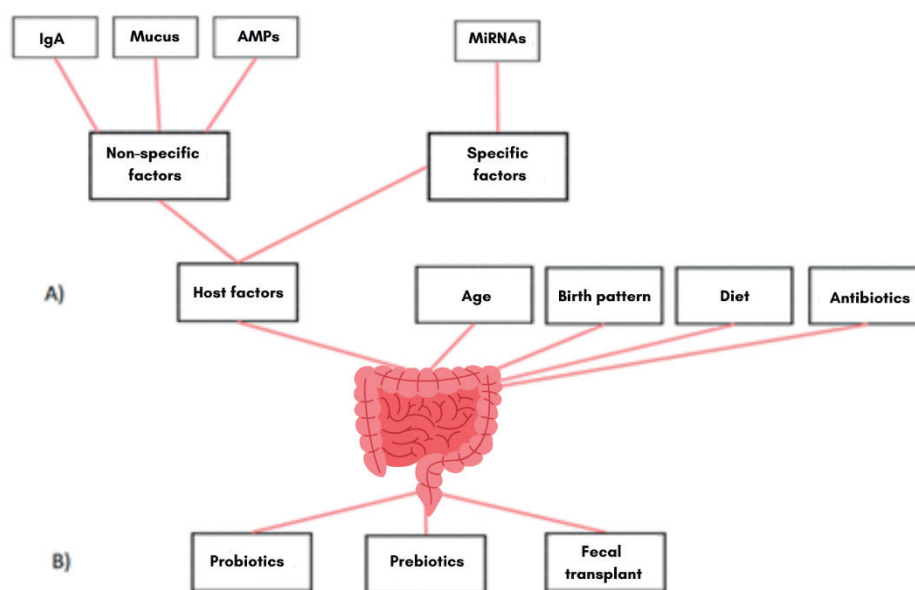 IgA
Mucus
AMPs
MiRNAs
Non-specific
factors
Specific
factors
A)
Host factors
Age
Birth pattern
Diet
Antibiotics
B)
Probiotics
Prebiotics
Fecal
transplant